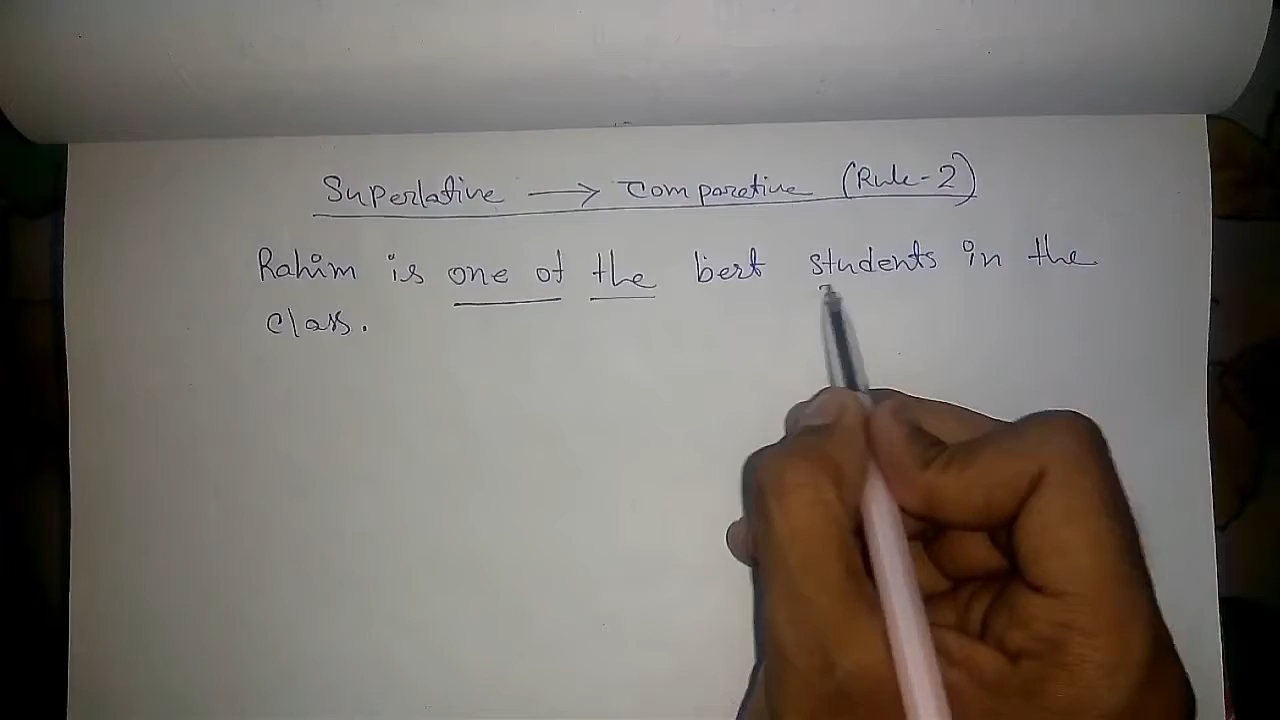 Superlative → Comparative (Rule-2)
Rahim is one of the best students in the
class.